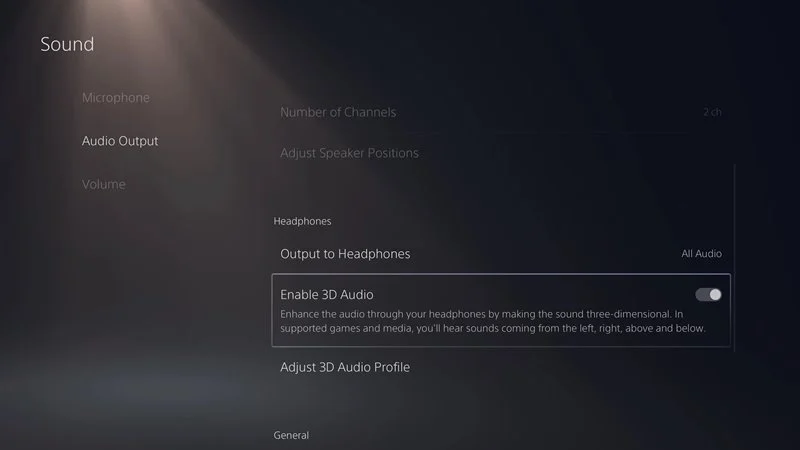 Sound
Microphone
Audio Output
Volume
Number of Channels
2 ch
Adjust Speaker Positions
Headphones
Output to Headphones
All Audio
Enable 3D Audio
Enhance the audio through your headphones by making the sound three-dimensional. In
supported games and media, you'll hear sounds coming from the left, right, above and below.
Adjust 3D Audio Profile
General